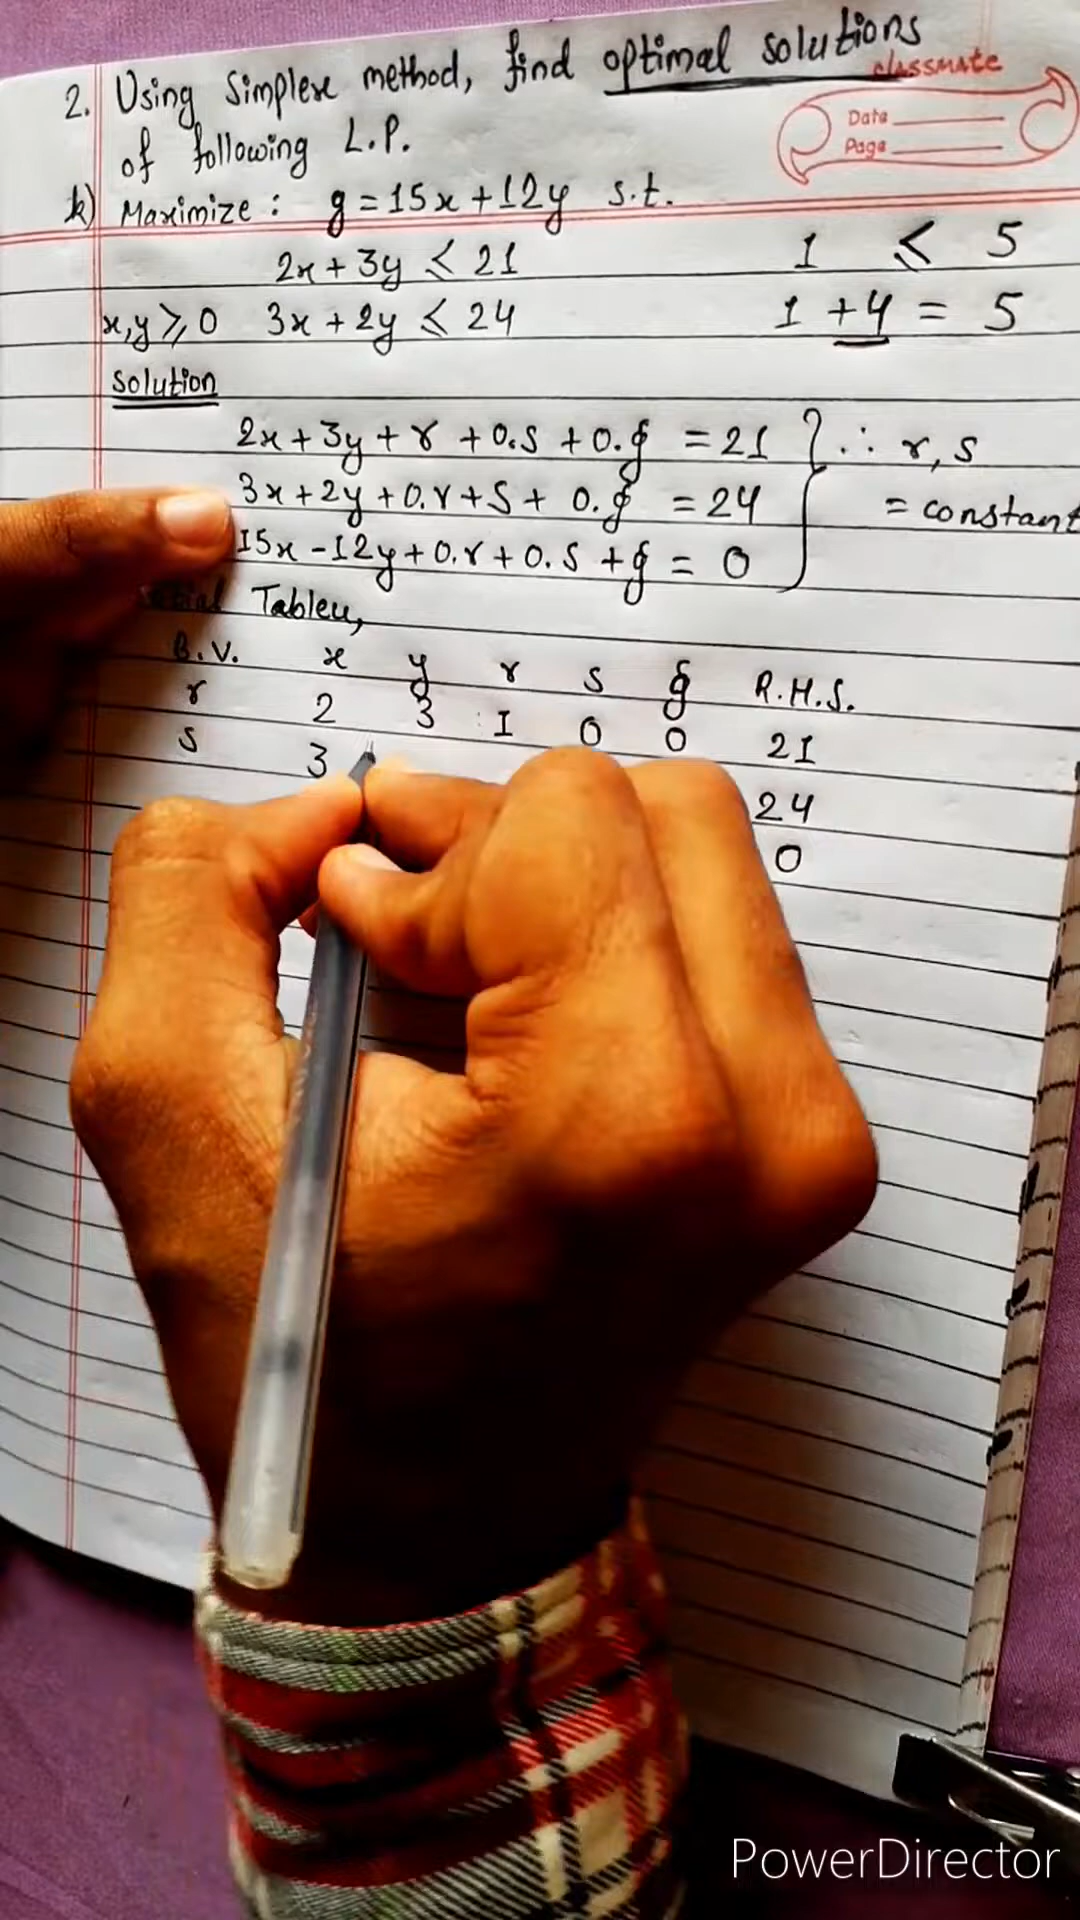 2. Using Simplex method, find optimal solutions
classmate
of following L.P.
Date
Page
k) Maximize : g = 15x + 12y s.t.
2x + 3y ≤ 21
1 ≤ 5
x,y ≥ 0 3x + 2y ≤ 24
1 + 4 = 5
Solution
2x + 3y + r + 0.s + 0.g = 21 } ∴ r, s
3x + 2y + 0.r + s + 0.g = 24 = constant
15x - 12y + 0.r + 0.s + g = 0
Tableu,
B.V. x y r s g R.H.S.
r 2 3 1 0 0 21
s 3 24
0
PowerDirector